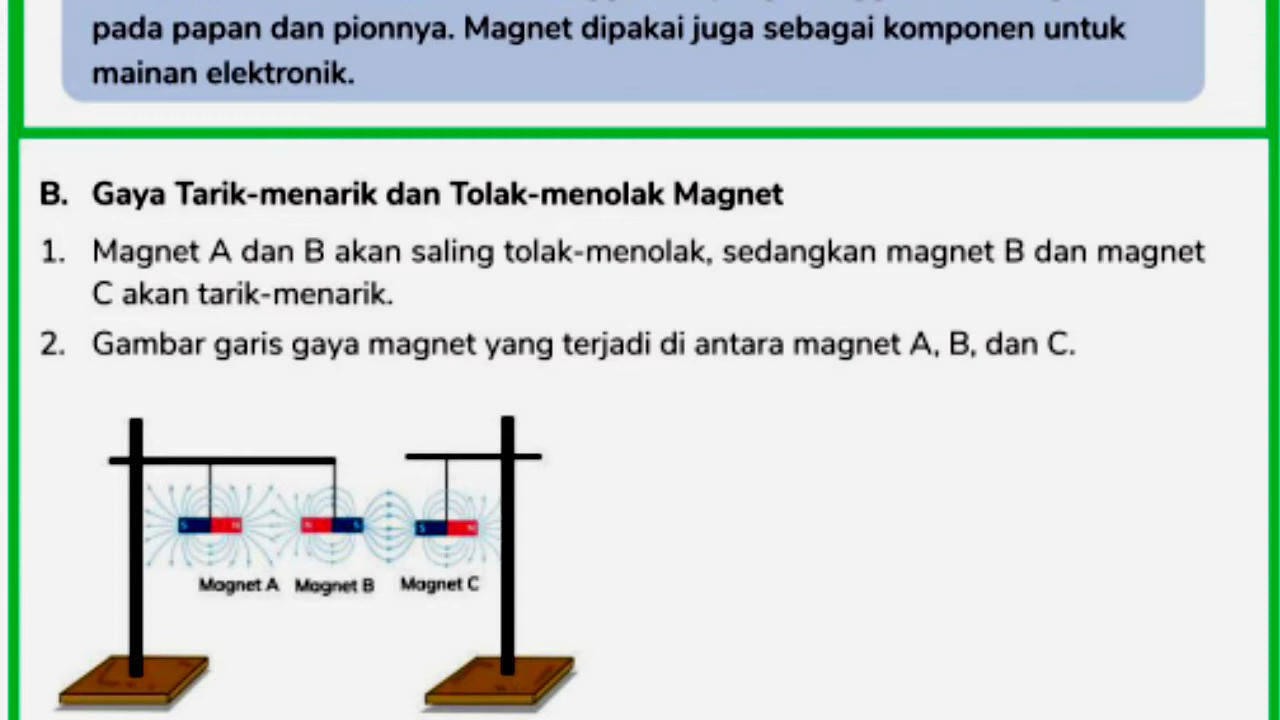 pada papan dan pionnya. Magnet dipakai juga sebagai komponen untuk
mainan elektronik.
B. Gaya Tarik-menarik dan Tolak-menolak Magnet
1. Magnet A dan B akan saling tolak-menolak, sedangkan magnet B dan magnet
C akan tarik-menarik.
2. Gambar garis gaya magnet yang terjadi di antara magnet A, B, dan C.
S N N S S N
Magnet A Magnet B Magnet C